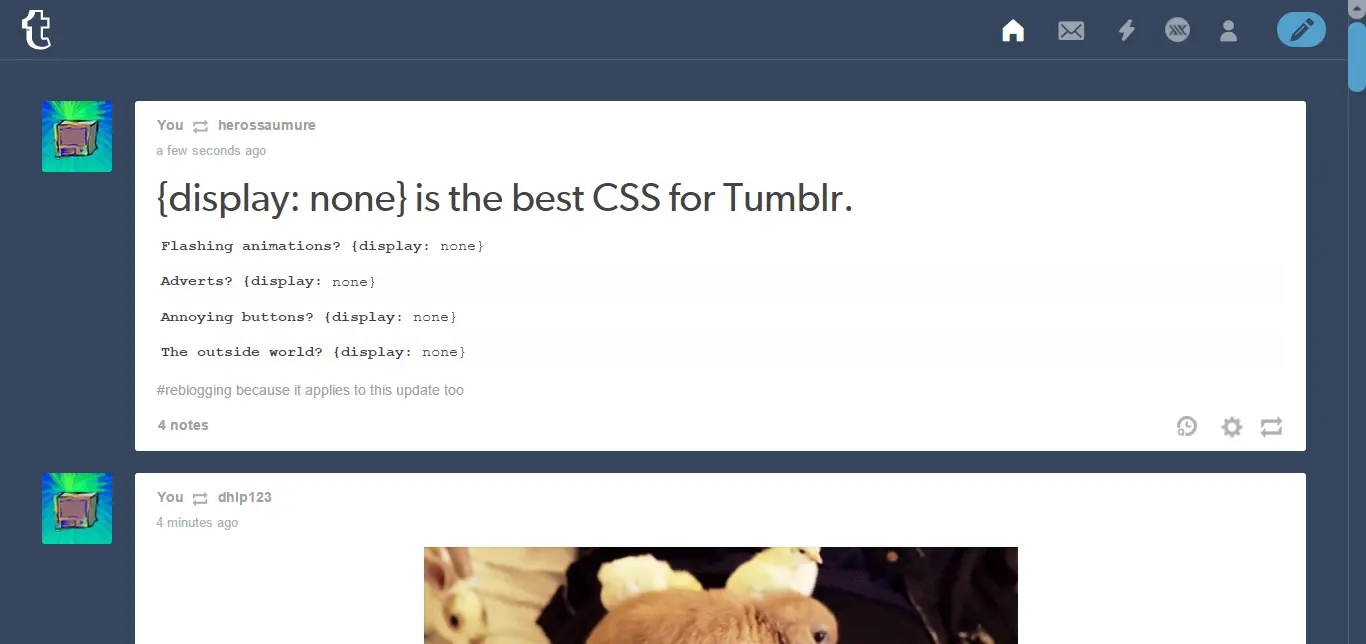 You herossaumure
a few seconds ago
{display: none} is the best CSS for Tumblr.
Flashing animations? {display: none}
Adverts? {display: none}
Annoying buttons? {display: none}
The outside world? {display: none}
#reblogging because it applies to this update too
4 notes
You dhlp123
4 minutes ago